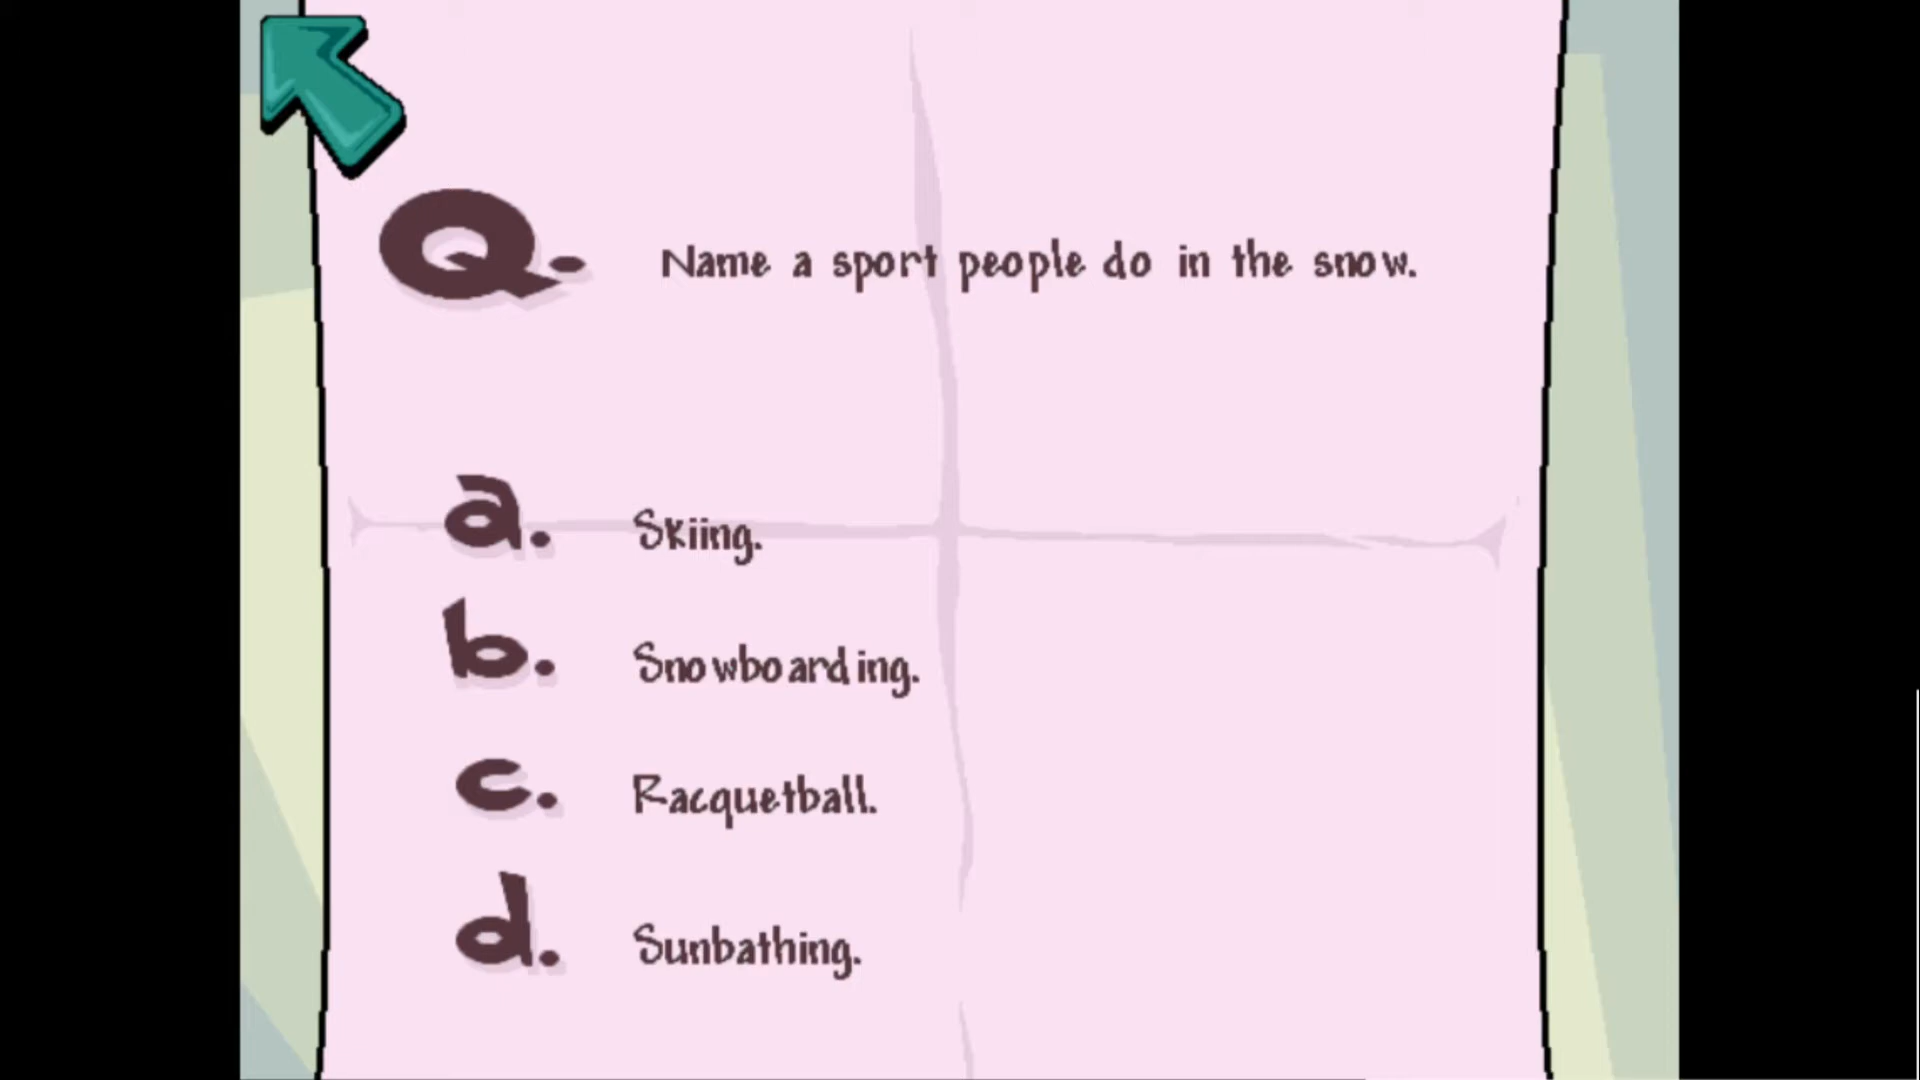 Q. Name a sport people do in the snow.
a. Skiing.
b. Snowboarding.
c. Racquetball.
d. Sunbathing.